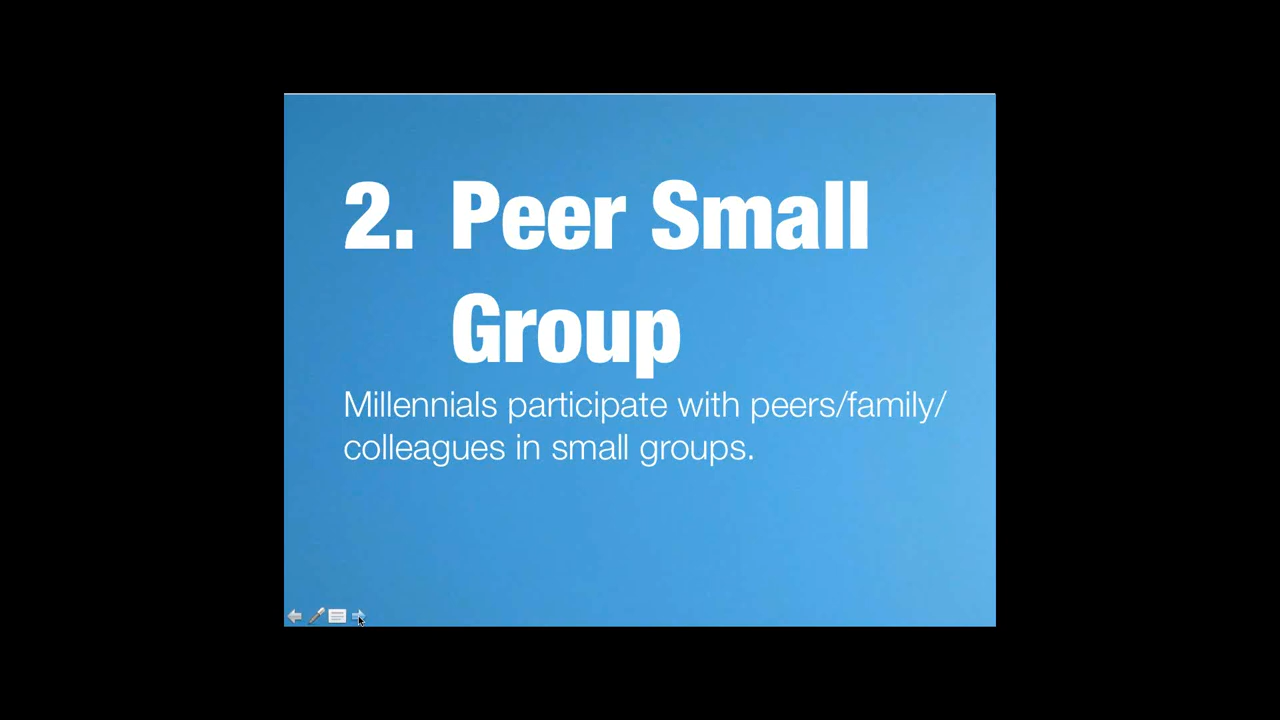 2. Peer Small
Group
Millennials participate with peers/family/
colleagues in small groups.